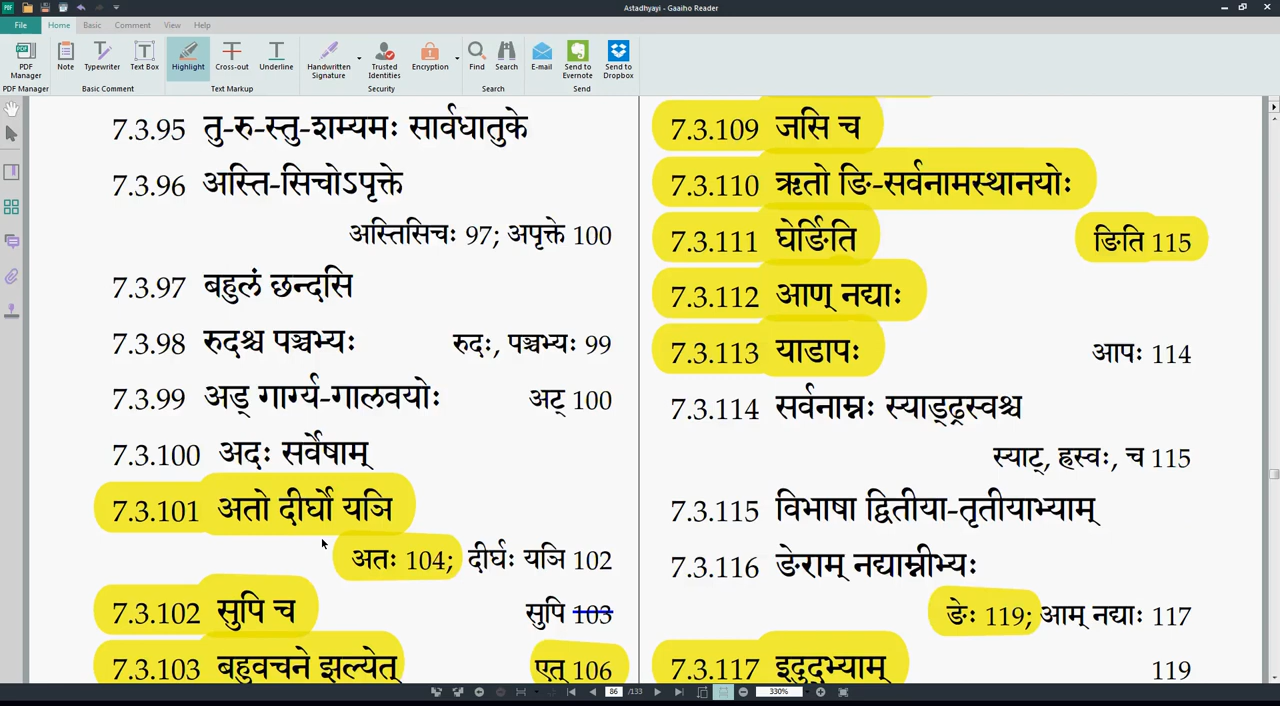 Astadhyayi - Gaaiho Reader
File Home Basic Comment View Help
PDF Manager Note Typewriter Text Box Highlight Cross-out Underline Handwritten Signature Trusted Identities Encryption Find Search E-mail Send to Evernote Send to Dropbox
PDF Manager Basic Comment Text Markup Security Search Send
7.3.95 तु-रु-स्तु-शम्यमः सार्वधातुके
7.3.96 अस्ति-सिचोऽपृक्ते
अस्तिसिचः 97; अपृक्ते 100
7.3.97 बहुलं छन्दसि
7.3.98 रुदश्च पञ्चभ्यः रुदः, पञ्चभ्यः 99
7.3.99 अड् गार्ग्य-गालवयोः अट् 100
7.3.100 अदः सर्वेषाम्
7.3.101 अतो दीर्घो यञि
अतः 104; दीर्घः यञि 102
7.3.102 सुपि च सुपि 103
7.3.103 बहुवचने झल्येत् एत् 106
7.3.109 जसि च
7.3.110 ऋतो ङि-सर्वनामस्थानयोः
7.3.111 घेर्ङिति ङिति 115
7.3.112 आण् नद्याः
7.3.113 याडापः आपः 114
7.3.114 सर्वनाम्नः स्याड्ढ्रस्वश्च
स्याट्, ह्रस्वः, च 115
7.3.115 विभाषा द्वितीया-तृतीयाभ्याम्
7.3.116 ङेराम् नद्याम्नीभ्यः
ङेः 119; आम् नद्याः 117
7.3.117 इदुदुभ्याम् 119
86 /133 330%